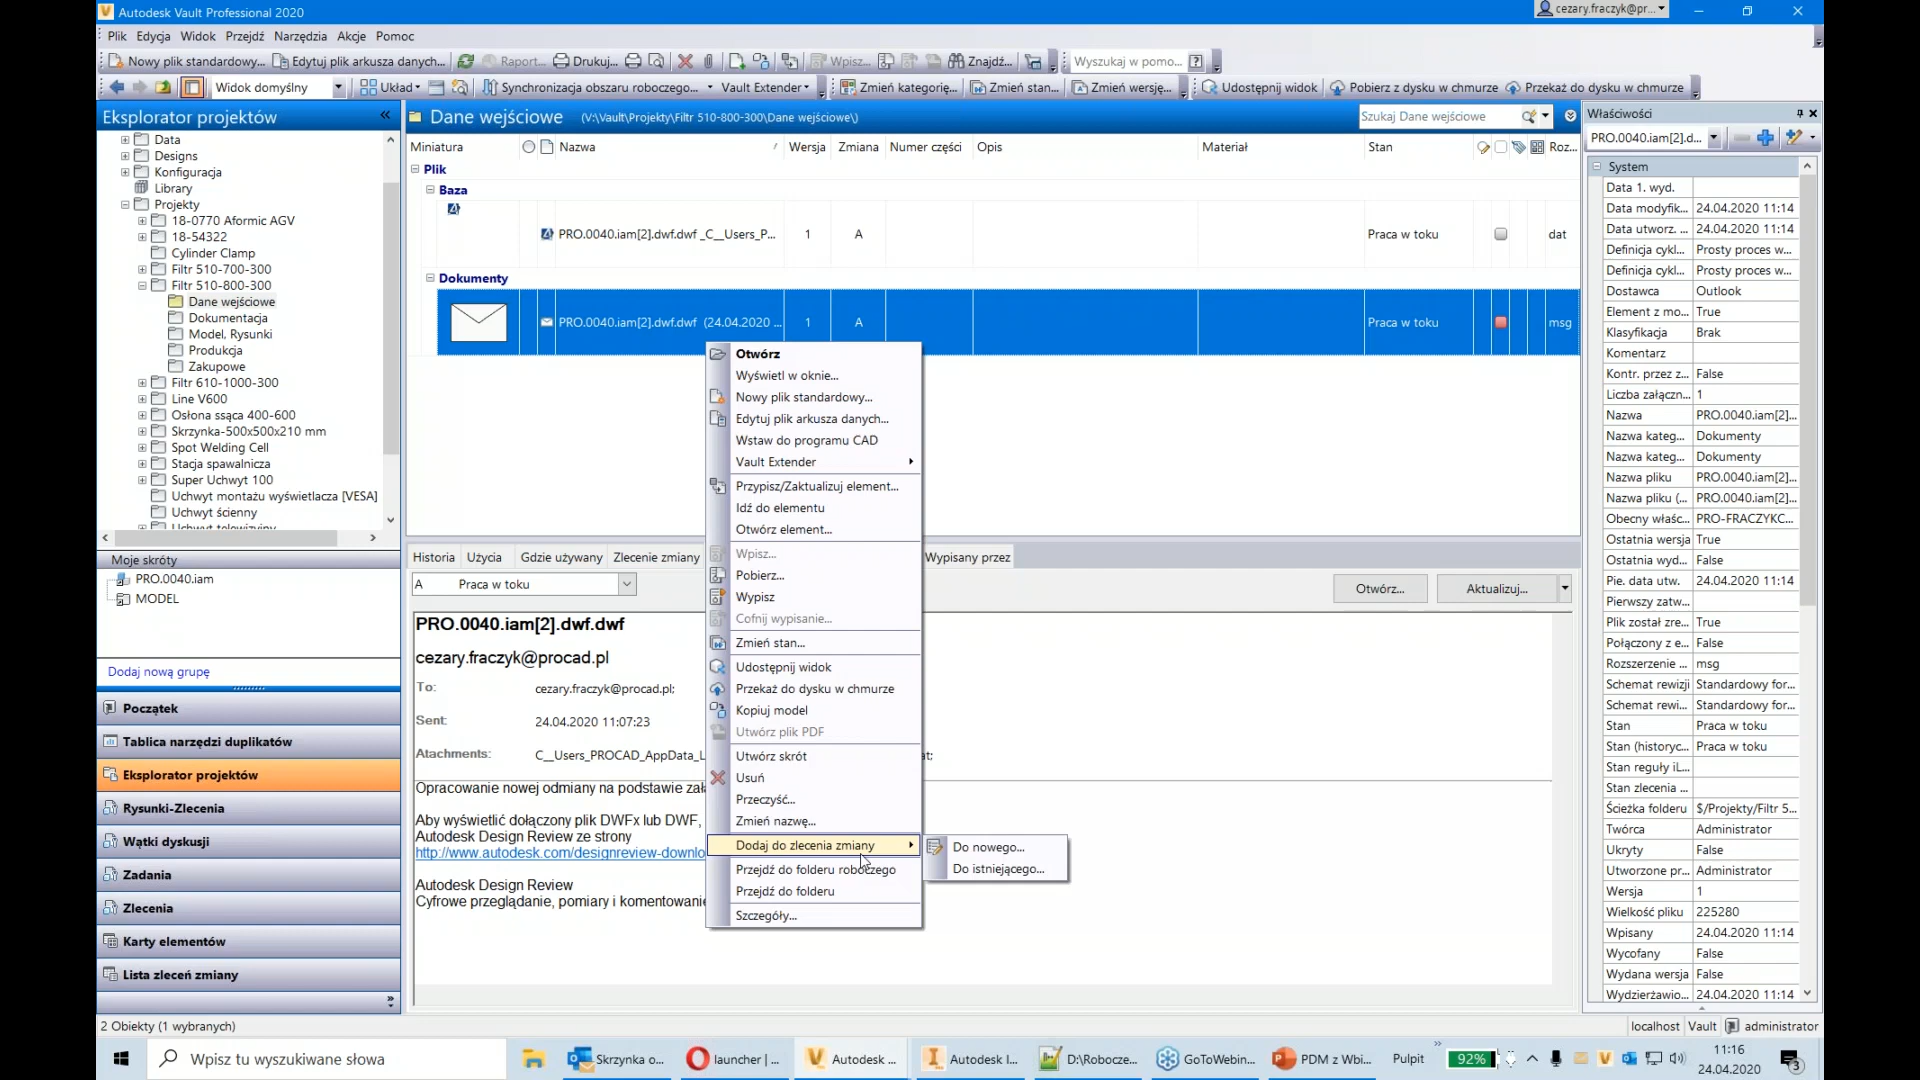 Autodesk Vault Professional 2020
cezary.fraczyk@pr...
Plik Edycja Widok Przejdź Narzędzia Akcje Pomoc
Nowy plik standardowy... Edytuj plik arkusza danych... Raport... Drukuj... Wpisz... Znajdź... Wyszukaj w pomo...
Widok domyślny Układ Synchronizacja obszaru roboczego... Vault Extender Zmień kategorię... Zmień stan... Zmień wersję... Udostępnij widok Pobierz z dysku w chmurze Przekaż do dysku w chmurze
Eksplorator projektów
Data
Designs
Konfiguracja
Library
Projekty
18-0770 Aformic AGV
18-54322
Cylinder Clamp
Filtr 510-700-300
Filtr 510-800-300
Dane wejściowe
Dokumentacja
Model, Rysunki
Produkcja
Zakupowe
Filtr 610-1000-300
Line V600
Osłona ssąca 400-600
Skrzynka-500x500x210 mm
Spot Welding Cell
Stacja spawalnicza
Super Uchwyt 100
Uchwyt montażu wyświetlacza [VESA]
Uchwyt ścienny
Uchwyt telewizyjny
Moje skróty
PRO.0040.iam
MODEL
Dodaj nową grupę
Początek
Tablica narzędzi duplikatów
Eksplorator projektów
Rysunki-Zlecenia
Wątki dyskusji
Zadania
Zlecenia
Karty elementów
Lista zleceń zmiany
Dane wejściowe (V:\Vault\Projekty\Filtr 510-800-300\Dane wejściowe\)
Szukaj Dane wejściowe
Miniatura Nazwa Wersja Zmiana Numer części Opis Materiał Stan Roz...
Plik
Baza
PRO.0040.iam[2].dwf.dwf _C__Users_P... 1 A Praca w toku dat
Dokumenty
PRO.0040.iam[2].dwf.dwf (24.04.2020 ... 1 A Praca w toku msg
Otwórz
Wyświetl w oknie...
Nowy plik standardowy...
Edytuj plik arkusza danych...
Wstaw do programu CAD
Vault Extender
Przypisz/Zaktualizuj element...
Idź do elementu
Otwórz element...
Wpisz...
Pobierz...
Wypisz
Cofnij wypisanie...
Zmień stan...
Udostępnij widok
Przekaż do dysku w chmurze
Kopiuj model
Utwórz plik PDF
Utwórz skrót
Usuń
Przeczyść...
Zmień nazwę...
Dodaj do zlecenia zmiany
Przejdź do folderu roboczego
Przejdź do folderu
Szczegóły...
Do nowego...
Do istniejącego...
Historia Użycia Gdzie używany Zlecenie zmiany Wypisany przez
A Praca w toku
Otwórz... Aktualizuj...
PRO.0040.iam[2].dwf.dwf
cezary.fraczyk@procad.pl
To: cezary.fraczyk@procad.pl;
Sent: 24.04.2020 11:07:23
Atachments: C__Users_PROCAD_AppData_L at;
Opracowanie nowej odmiany na podstawie zał
Aby wyświetlić dołączony plik DWFx lub DWF,
Autodesk Design Review ze strony
http://www.autodesk.com/designreview-downlo
Autodesk Design Review
Cyfrowe przeglądanie, pomiary i komentowanie
Właściwości
PRO.0040.iam[2].d...
System
Data 1. wyd.
Data modyfik... 24.04.2020 11:14
Data utworz. ... 24.04.2020 11:14
Definicja cykl... Prosty proces w...
Definicja cykl... Prosty proces w...
Dostawca Outlook
Element z mo... True
Klasyfikacja Brak
Komentarz
Kontr. przez z... False
Liczba załączn... 1
Nazwa PRO.0040.iam[2]...
Nazwa kateg... Dokumenty
Nazwa kateg... Dokumenty
Nazwa pliku PRO.0040.iam[2]...
Nazwa pliku (... PRO.0040.iam[2]...
Obecny właśc... PRO-FRACZYKC...
Ostatnia wersja True
Ostatnia wyd... False
Pie. data utw. 24.04.2020 11:14
Pierwszy zatw...
Plik został zre... True
Połączony z e... False
Rozszerzenie ... msg
Schemat rewizji Standardowy for...
Schemat rewi... Standardowy for...
Stan Praca w toku
Stan (historyc... Praca w toku
Stan reguły iL...
Stan zlecenia ...
Ścieżka folderu $/Projekty/Filtr 5...
Twórca Administrator
Ukryty False
Utworzone pr... Administrator
Wersja 1
Wielkość pliku 225280
Wpisany 24.04.2020 11:14
Wycofany False
Wydana wersja False
Wydzierżawio... 24.04.2020 11:14
2 Obiekty (1 wybranych)
localhost Vault administrator
Wpisz tu wyszukiwane słowa
Skrzynka o... launcher | ... Autodesk ... Autodesk I... D:\Robocze... GoToWebin... PDM z Wbi... Pulpit 92%
11:16
24.04.2020
3